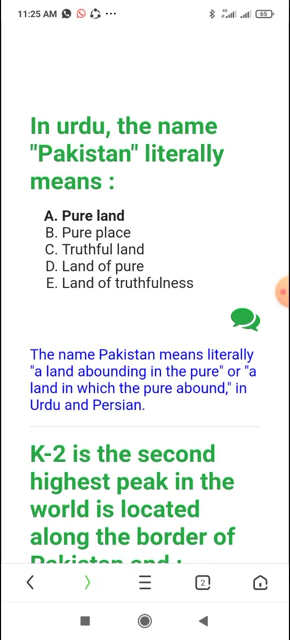 11:25 AM
65
In urdu, the name
"Pakistan" literally
means :
A. Pure land
B. Pure place
C. Truthful land
D. Land of pure
E. Land of truthfulness
The name Pakistan means literally
"a land abounding in the pure" or "a
land in which the pure abound," in
Urdu and Persian.
K-2 is the second
highest peak in the
world is located
along the border of
Pakistan and :
2